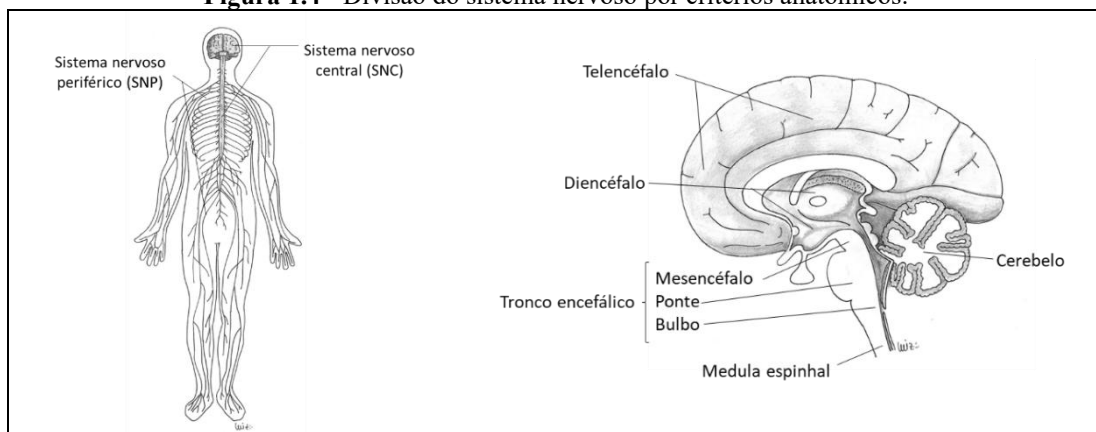 Figura 1.4 - Divisão do sistema nervoso por critérios anatômicos.
Sistema nervoso
periférico (SNP)
Sistema nervoso
central (SNC)
Telencéfalo
Diencéfalo
Cerebelo
Tronco encefálico
Mesencéfalo
Ponte
Bulbo
Medula espinhal